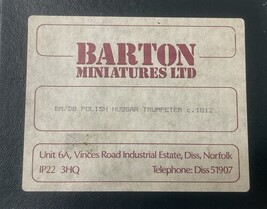 BARTON
MINIATURES LTD
BM/DB POLISH HUSSAR TRUMPETER c.1812
Unit 6A, Vinces Road Industrial Estate, Diss, Norfolk
IP22 3HQ Telephone: Diss 51907